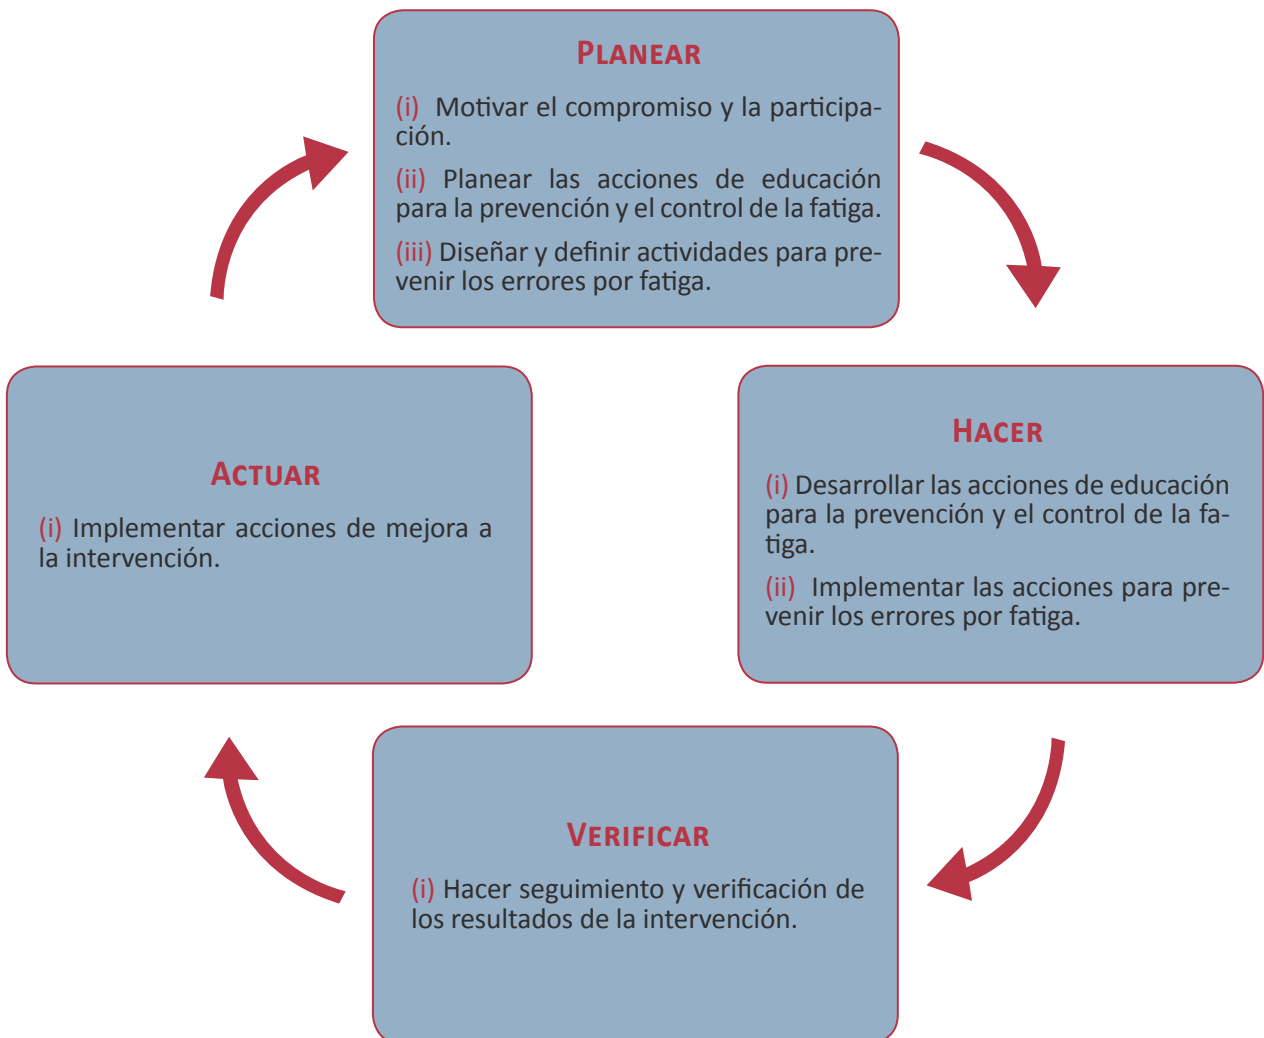 PLANEAR
(i) Motivar el compromiso y la participa-
ción.
(ii) Planear las acciones de educación
para la prevención y el control de la fatiga.
(iii) Diseñar y definir actividades para pre-
venir los errores por fatiga.
HACER
(i) Desarrollar las acciones de educación
para la prevención y el control de la fa-
tiga.
(ii) Implementar las acciones para pre-
venir los errores por fatiga.
VERIFICAR
(i) Hacer seguimiento y verificación de
los resultados de la intervención.
ACTUAR
(i) Implementar acciones de mejora a
la intervención.